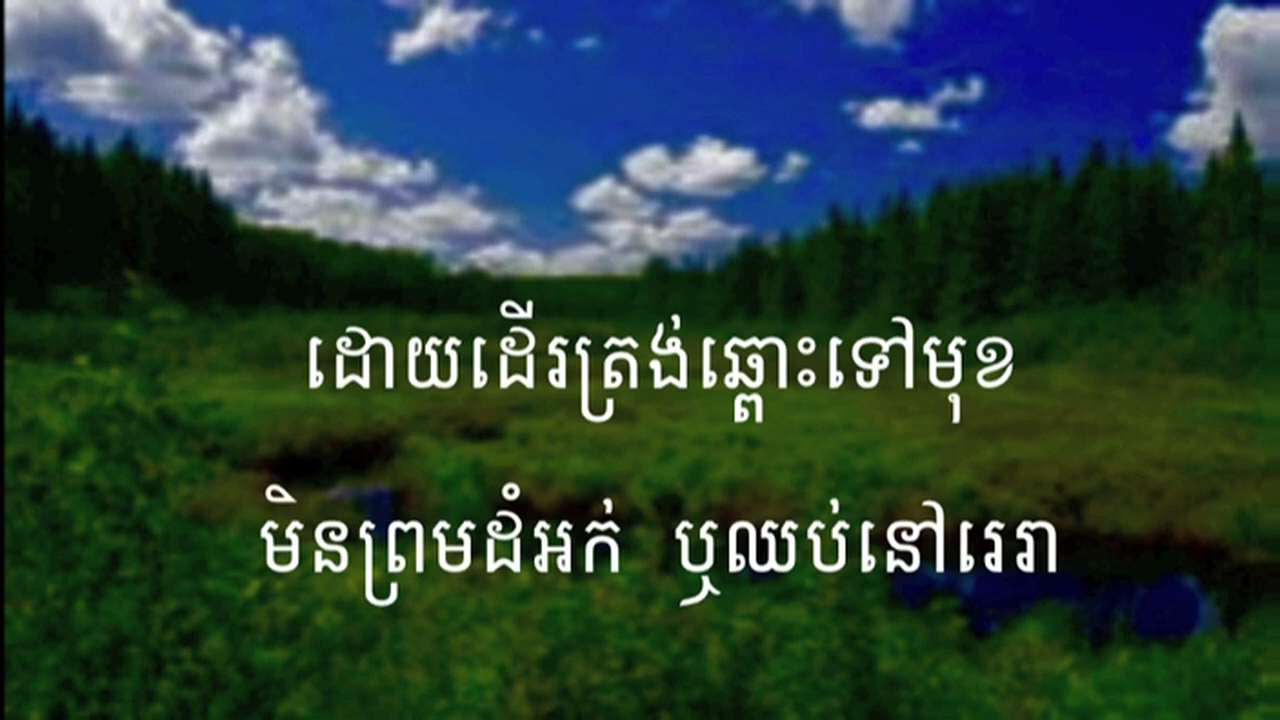 ដោយដើរត្រង់ឆ្ពោះទៅមុខ
មិនព្រមដំអក់ ឬឈប់នៅរេរា